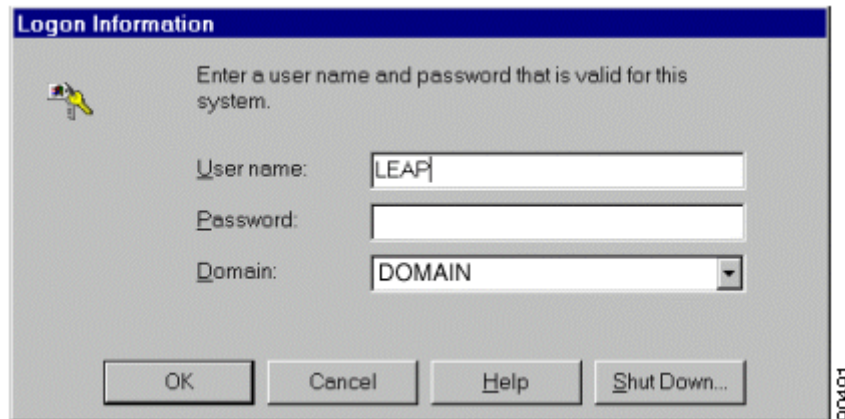 Logon Information
Enter a user name and password that is valid for this
system.
User name:
LEAP
Password:
Domain:
DOMAIN
OK
Cancel
Help
Shut Down...